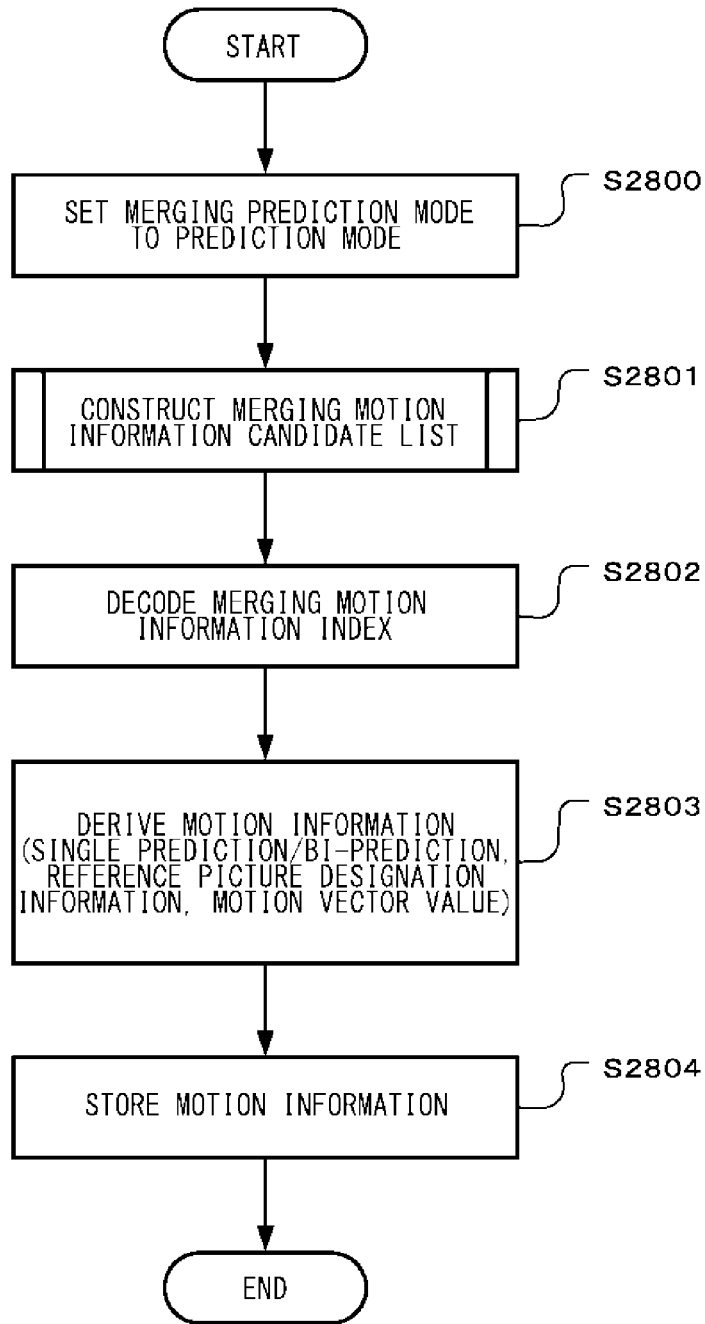 START
S2800
SET MERGING PREDICTION MODE
TO PREDICTION MODE
S2801
CONSTRUCT MERGING MOTION
INFORMATION CANDIDATE LIST
S2802
DECODE MERGING MOTION
INFORMATION INDEX
S2803
DERIVE MOTION INFORMATION
(SINGLE PREDICTION/BI-PREDICTION,
REFERENCE PICTURE DESIGNATION
INFORMATION, MOTION VECTOR VALUE)
S2804
STORE MOTION INFORMATION
END